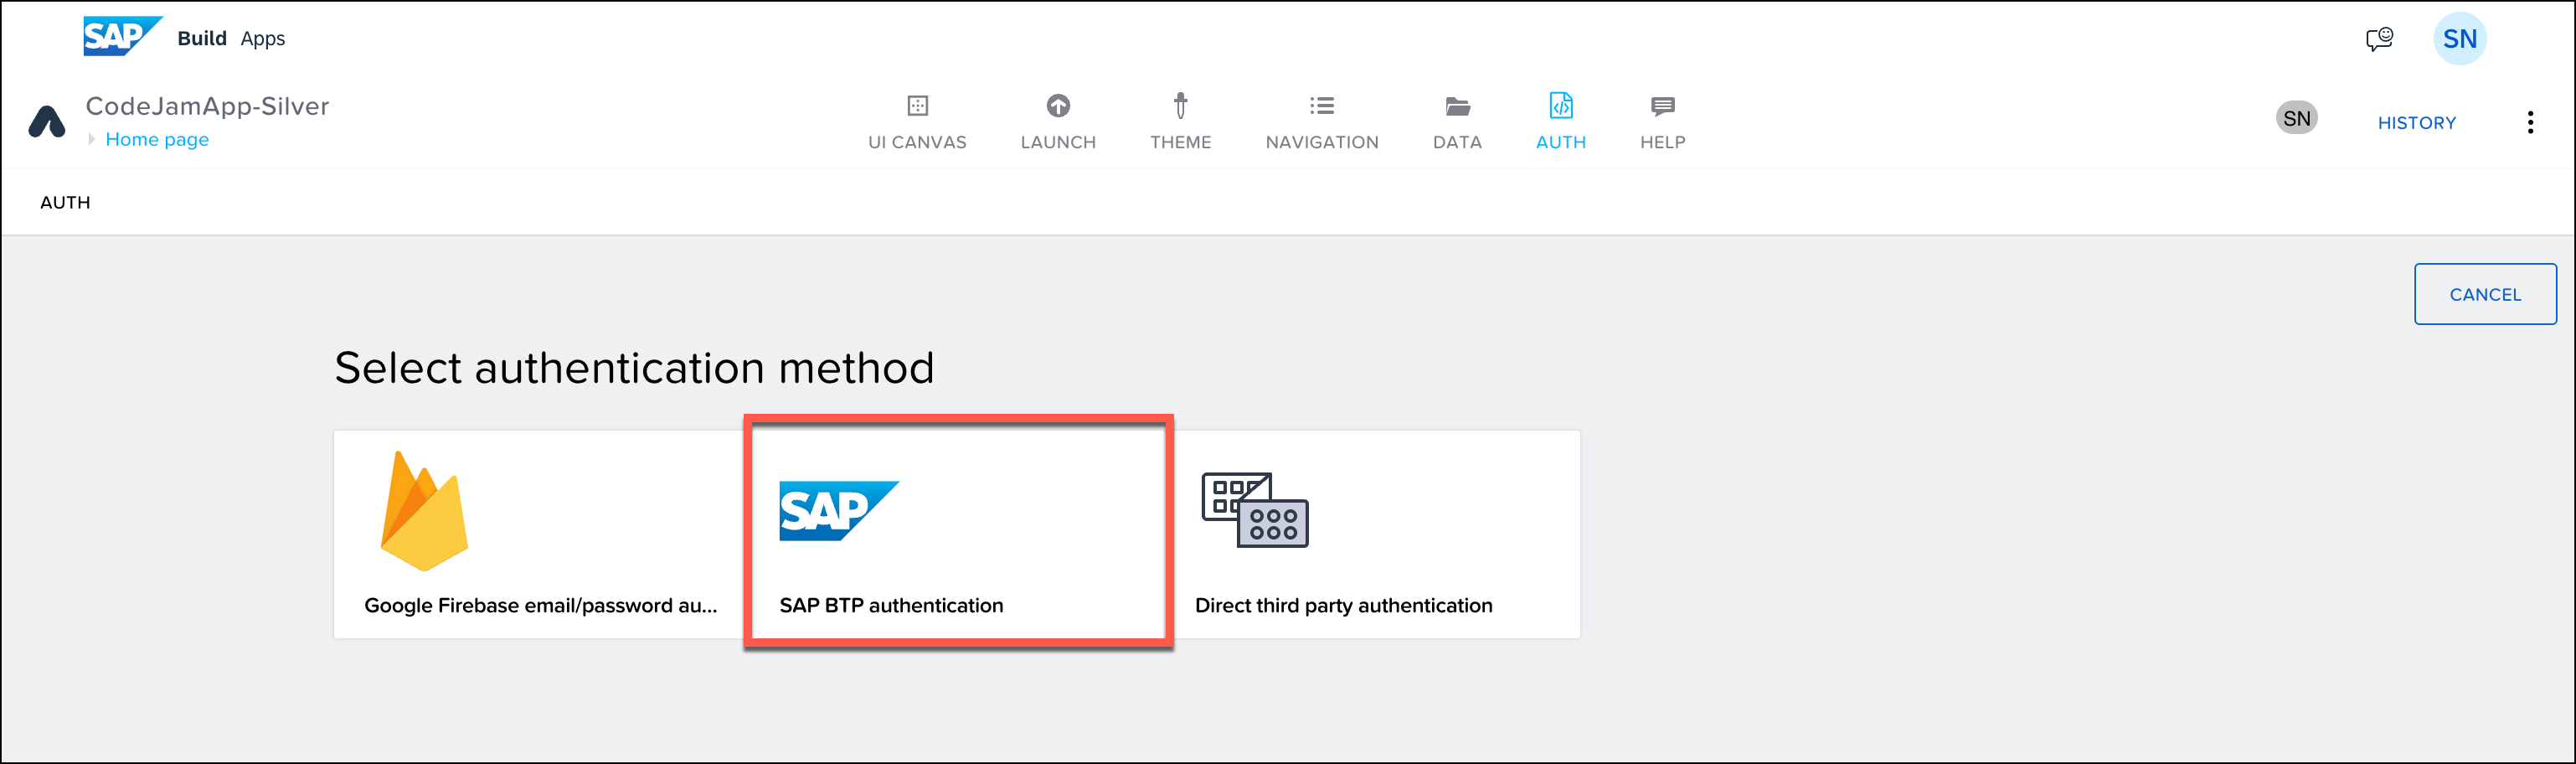 SAP Build Apps
SN
CodeJamApp-Silver
Home page
UI CANVAS
LAUNCH
THEME
NAVIGATION
DATA
AUTH
HELP
SN
HISTORY
AUTH
CANCEL
Select authentication method
SAP
Google Firebase email/password au...
SAP BTP authentication
Direct third party authentication